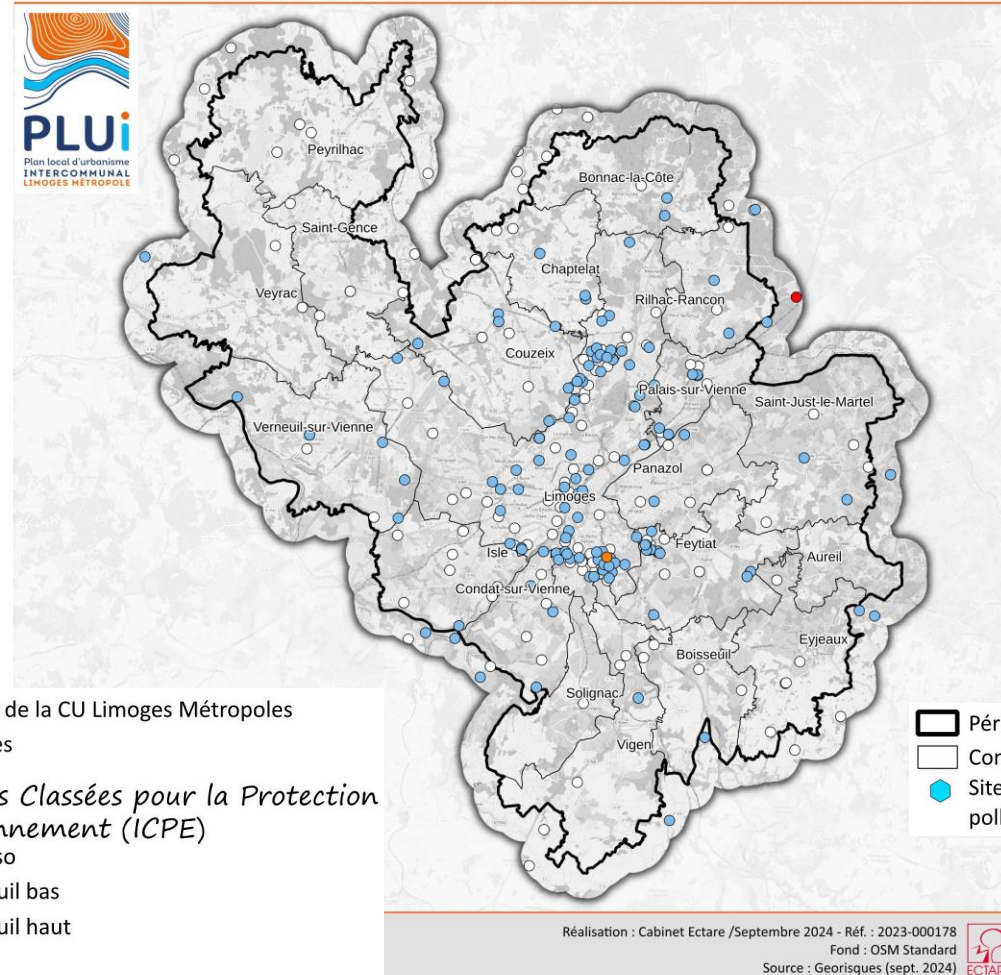 PLUi
Plan local d'urbanisme
INTERCOMMUNAL
LIMOGES MÉTROPOLE
Peyrilhac
Bonnac-la-Côte
Saint-Gence
Chaptelat
Veyrac
Rilhac-Rancon
Couzeix
Palais-sur-Vienne
Saint-Just-le-Martel
Verneuil-sur-Vienne
Panazol
Limoges
Isle
Feytiat
Aureil
Condat-sur-Vienne
Eyjeaux
Boisseuil
Solignac
Vigen
de la CU Limoges Métropoles
es
s Classées pour la Protection
nnement (ICPE)
so
uil bas
uil haut
Pér
Con
Site
poll
Réalisation : Cabinet Ectare /Septembre 2024 - Réf. : 2023-000178
Fond : OSM Standard
Source : Georisques (sept. 2024)
ECTAR